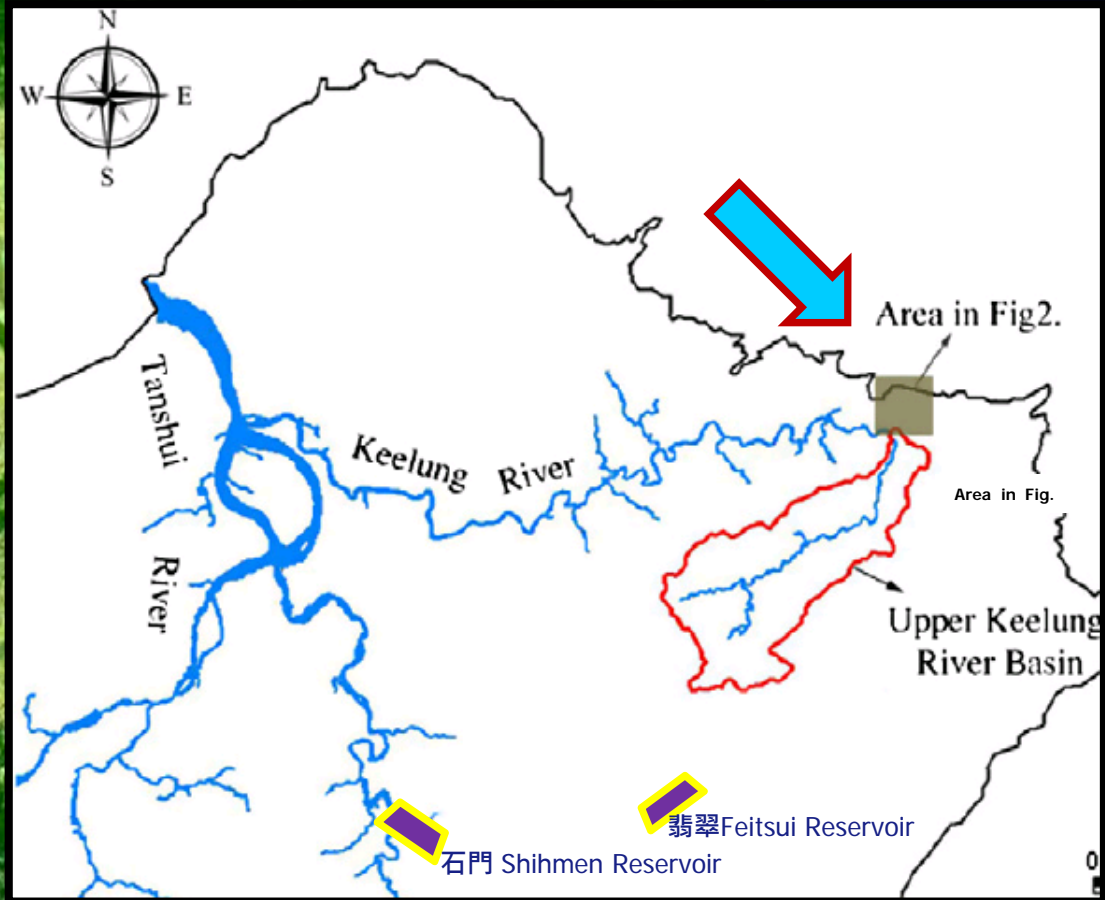 N
W E
S
Area in Fig2.
Tanshui
Keelung River
Area in Fig.
River
Upper Keelung
River Basin
翡翠Feitsui Reservoir
石門 Shihmen Reservoir
0